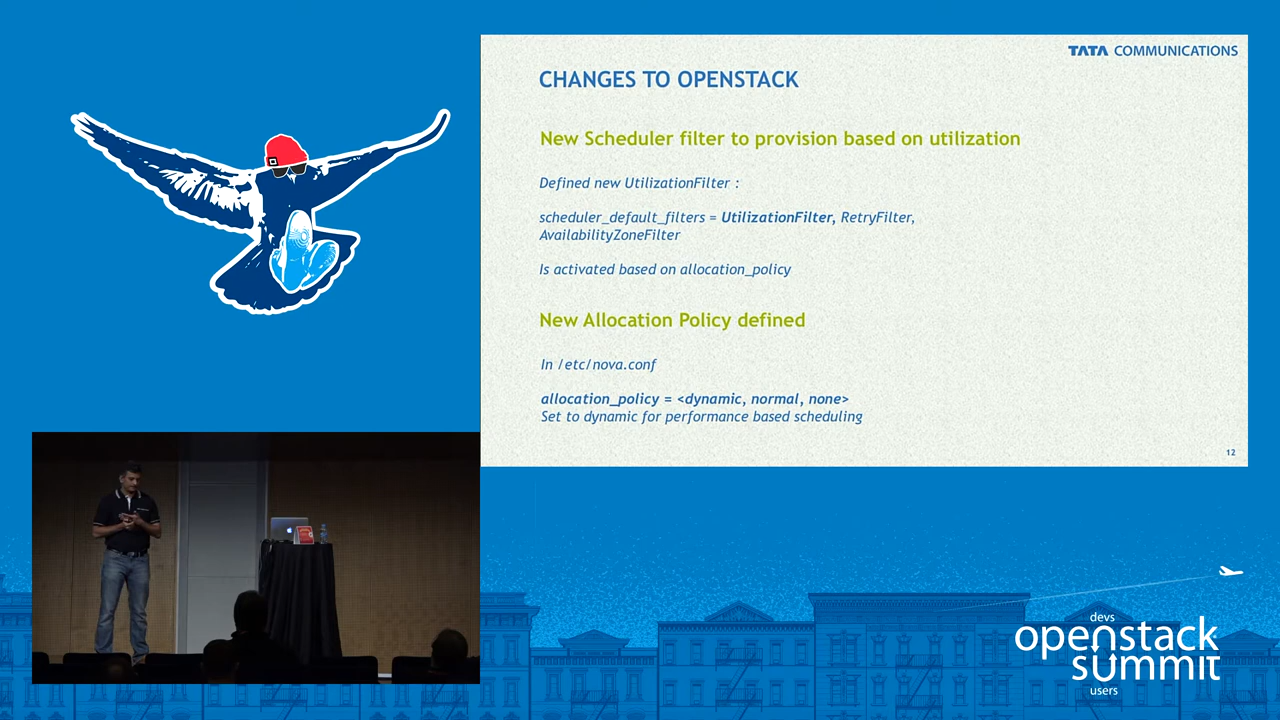 TATA COMMUNICATIONS
CHANGES TO OPENSTACK
New Scheduler filter to provision based on utilization
Defined new UtilizationFilter :
scheduler_default_filters = UtilizationFilter, RetryFilter,
AvailabilityZoneFilter
Is activated based on allocation_policy
New Allocation Policy defined
In /etc/nova.conf
allocation_policy = <dynamic, normal, none>
Set to dynamic for performance based scheduling
12
devs
openstack
summit
users